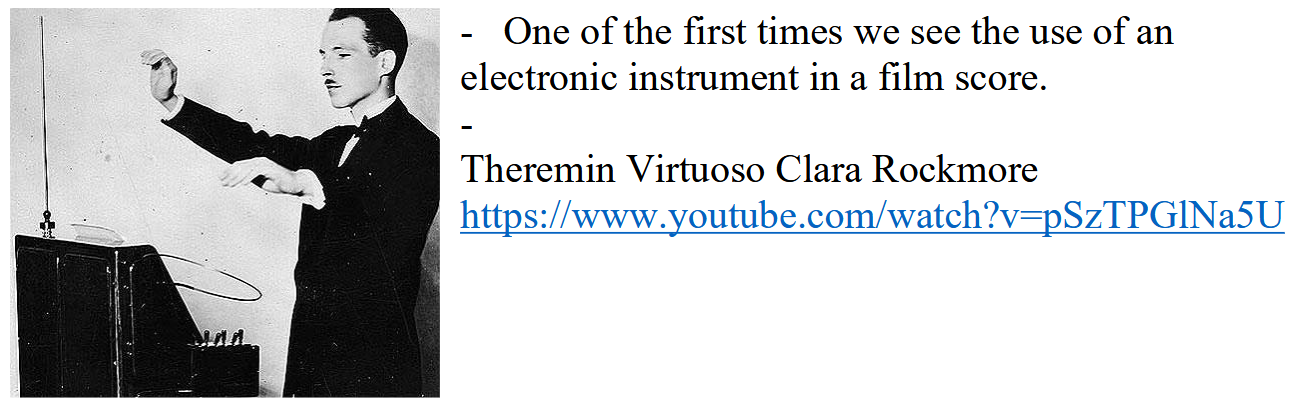 - One of the first times we see the use of an
electronic instrument in a film score.
-
Theremin Virtuoso Clara Rockmore
https://www.youtube.com/watch?v=pSzTPGlNa5U